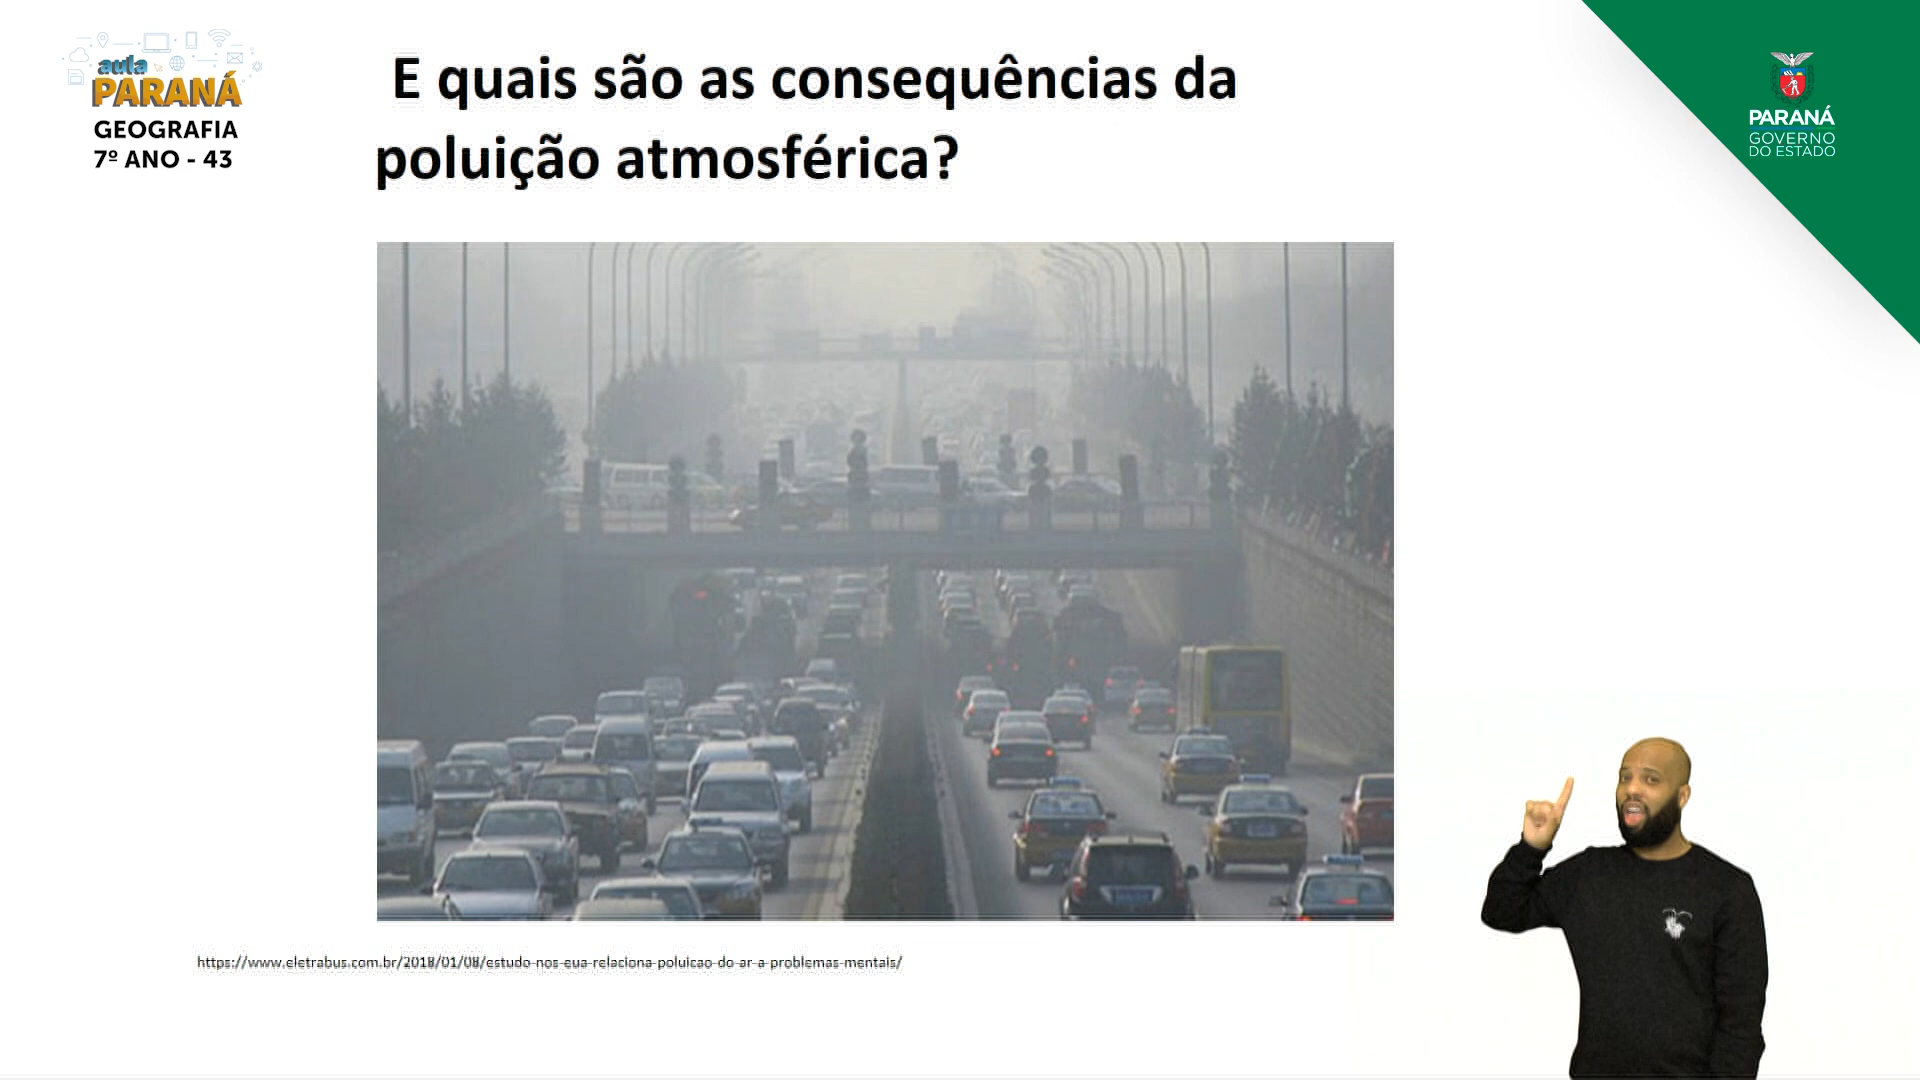 aula
PARANÁ
GEOGRAFIA
7º ANO - 43
E quais são as consequências da
poluição atmosférica?
PARANÁ
GOVERNO
DO ESTADO
https://www.eletrabus.com.br/2018/01/08/estudo-nos-eua-relaciona-poluicao-do-ar-a-problemas-mentais/